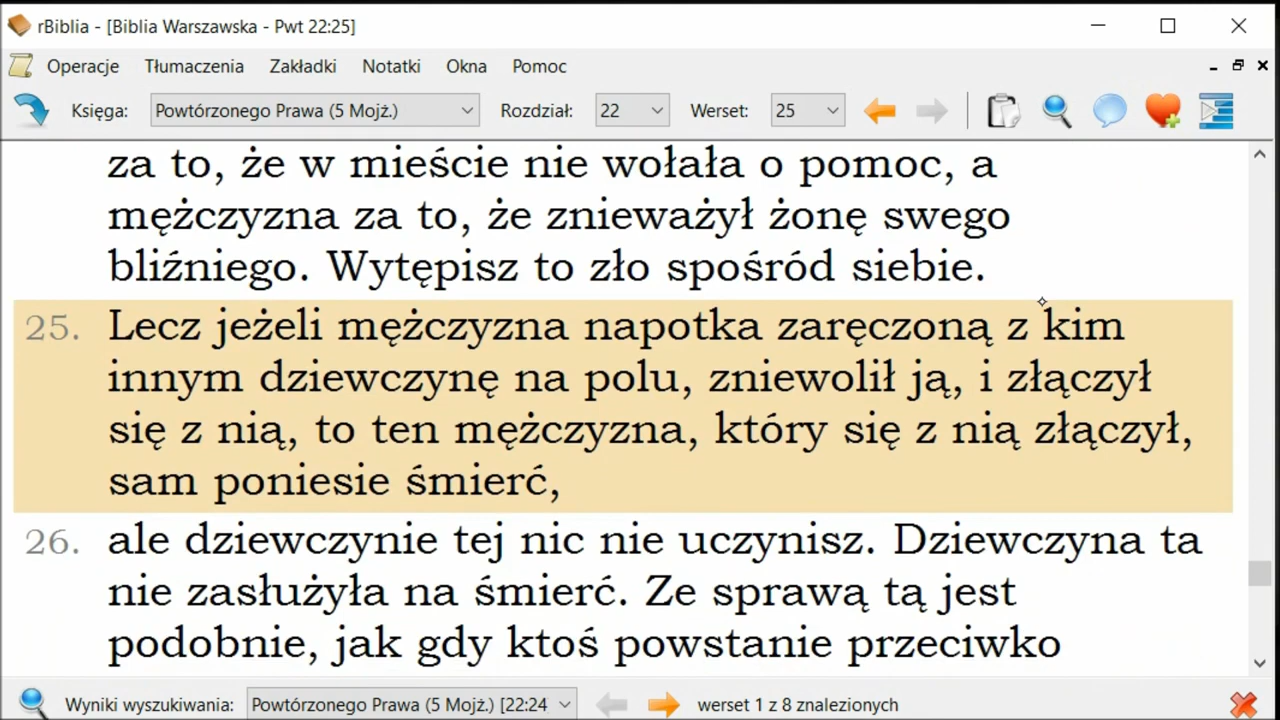 rBiblia - [Biblia Warszawska - Pwt 22:25]
Operacje Tłumaczenia Zakładki Notatki Okna Pomoc
Księga: Powtórzonego Prawa (5 Mojż.) Rozdział: 22 Werset: 25
za to, że w mieście nie wołała o pomoc, a
mężczyzna za to, że znieważył żonę swego
bliźniego. Wytępisz to zło spośród siebie.
25. Lecz jeżeli mężczyzna napotka zaręczoną z kim
innym dziewczynę na polu, zniewolił ją, i złączył
się z nią, to ten mężczyzna, który się z nią złączył,
sam poniesie śmierć,
26. ale dziewczynie tej nic nie uczynisz. Dziewczyna ta
nie zasłużyła na śmierć. Ze sprawą tą jest
podobnie, jak gdy ktoś powstanie przeciwko
Wyniki wyszukiwania: Powtórzonego Prawa (5 Mojż.) [22:24 werset 1 z 8 znalezionych